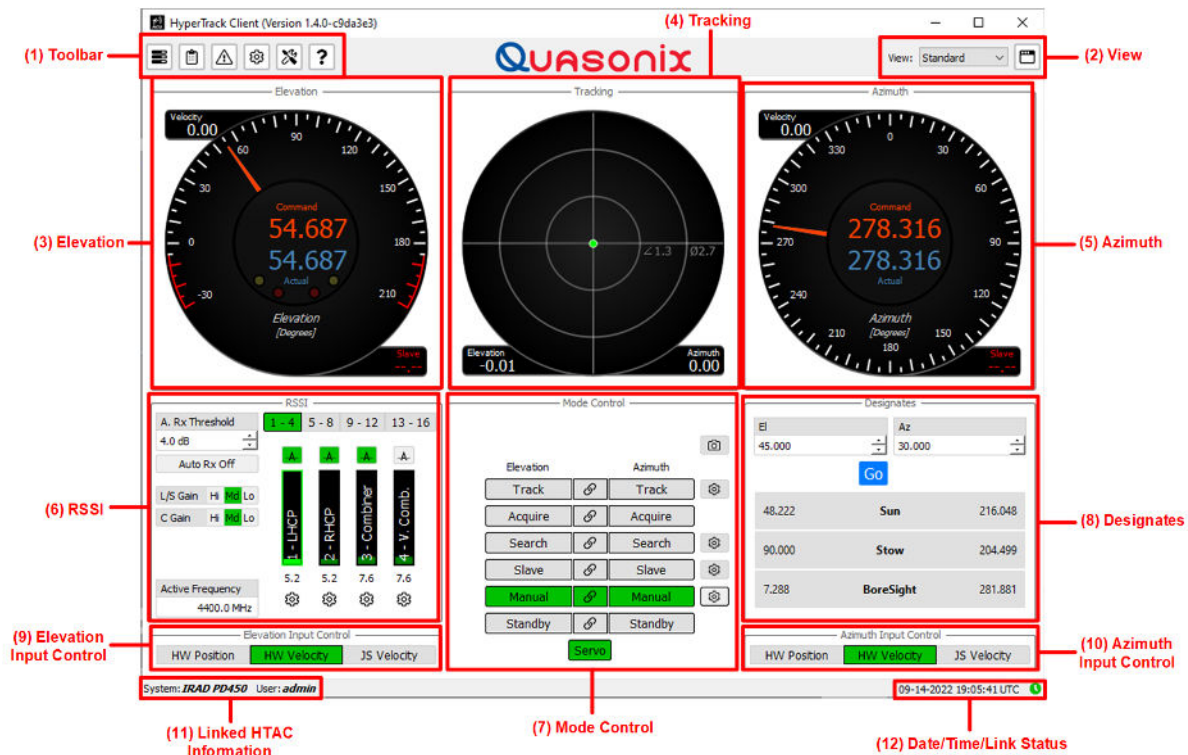 HyperTrack Client (Version 1.4.0-c9da3e3)
(4) Tracking
(1) Toolbar
?
Quasonix
View: Standard
(2) View
Elevation
Velocity
0.00
-30
0
30
60
90
120
150
180
210
Command
54.687
54.687
Actual
Elevation
[Degrees]
Slave
---.--
(3) Elevation
Tracking
∠1.3
Ø2.7
Elevation
-0.01
Azimuth
0.00
Azimuth
Velocity
0.00
0
30
60
90
120
150
180
210
240
270
300
330
Command
278.316
278.316
Actual
Azimuth
[Degrees]
Slave
---.--
(5) Azimuth
RSSI
A. Rx Threshold
4.0 dB
Auto Rx Off
L/S Gain Hi Md Lo
C Gain Hi Md Lo
Active Frequency
4400.0 MHz
1 - 4 5 - 8 9 - 12 13 - 16
-A- -A- -A- -A-
1 - LHCP
2 - RHCP
3 - Combiner
4 - V. Comb.
5.2 5.2 7.6 7.6
(6) RSSI
Mode Control
Elevation Azimuth
Track Track
Acquire Acquire
Search Search
Slave Slave
Manual Manual
Standby Standby
Servo
(7) Mode Control
Designates
El
45.000
Az
30.000
Go
48.222 Sun 216.048
90.000 Stow 204.499
7.288 BoreSight 281.881
(8) Designates
(9) Elevation
Input Control
Elevation Input Control
HW Position HW Velocity JS Velocity
Azimuth Input Control
HW Position HW Velocity JS Velocity
(10) Azimuth
Input Control
System: IRAD PD450 User: admin
09-14-2022 19:05:41 UTC
(11) Linked HTAC
Information
(12) Date/Time/Link Status